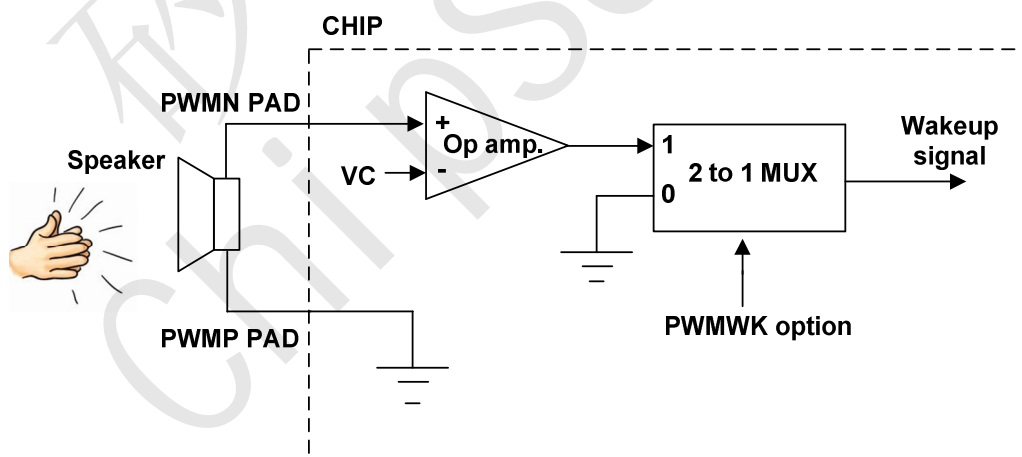 CHIP
PWMN PAD
Speaker
+
Op amp.
VC
-
1
2 to 1 MUX
0
Wakeup
signal
PWMWK option
PWMP PAD